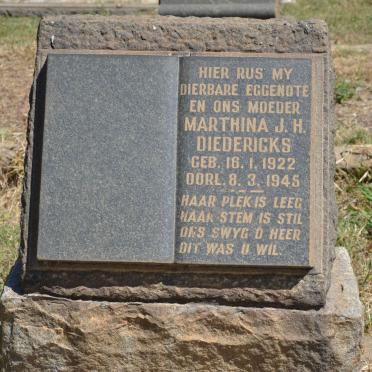 HIER RUS MY
DIERBARE EGGENOTE
EN ONS MOEDER
MARTHINA J. H.
DIEDERICKS
GEB. 16. 1. 1922
OORL. 8. 3. 1945
HAAR PLEK IS LEEG
HAAR STEM IS STIL
ONS SWYG O HEER
DIT WAS U WIL.